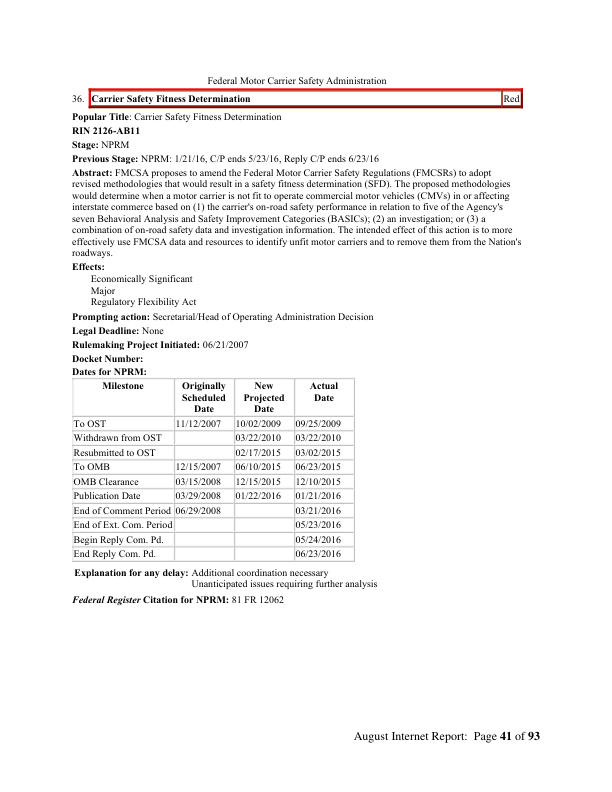 Federal Motor Carrier Safety Administration
36. Carrier Safety Fitness Determination Red
Popular Title: Carrier Safety Fitness Determination
RIN 2126-AB11
Stage: NPRM
Previous Stage: NPRM: 1/21/16, C/P ends 5/23/16, Reply C/P ends 6/23/16
Abstract: FMCSA proposes to amend the Federal Motor Carrier Safety Regulations (FMCSRs) to adopt
revised methodologies that would result in a safety fitness determination (SFD). The proposed methodologies
would determine when a motor carrier is not fit to operate commercial motor vehicles (CMVs) in or affecting
interstate commerce based on (1) the carrier's on-road safety performance in relation to five of the Agency's
seven Behavioral Analysis and Safety Improvement Categories (BASICs); (2) an investigation; or (3) a
combination of on-road safety data and investigation information. The intended effect of this action is to more
effectively use FMCSA data and resources to identify unfit motor carriers and to remove them from the Nation's
roadways.
Effects:
Economically Significant
Major
Regulatory Flexibility Act
Prompting action: Secretarial/Head of Operating Administration Decision
Legal Deadline: None
Rulemaking Project Initiated: 06/21/2007
Docket Number:
Dates for NPRM:
Milestone Originally Scheduled Date New Projected Date Actual Date
To OST 11/12/2007 10/02/2009 09/25/2009
Withdrawn from OST 03/22/2010 03/22/2010
Resubmitted to OST 02/17/2015 03/02/2015
To OMB 12/15/2007 06/10/2015 06/23/2015
OMB Clearance 03/15/2008 12/15/2015 12/10/2015
Publication Date 03/29/2008 01/22/2016 01/21/2016
End of Comment Period 06/29/2008 03/21/2016
End of Ext. Com. Period 05/23/2016
Begin Reply Com. Pd. 05/24/2016
End Reply Com. Pd. 06/23/2016
Explanation for any delay: Additional coordination necessary
Unanticipated issues requiring further analysis
Federal Register Citation for NPRM: 81 FR 12062
August Internet Report: Page 41 of 93